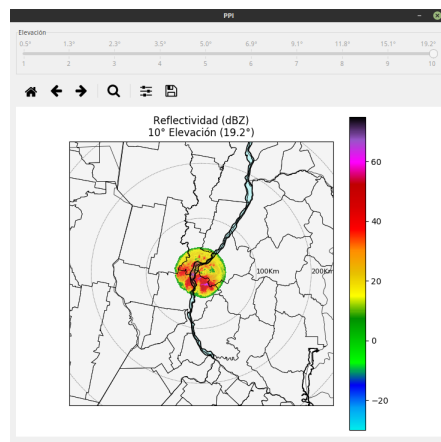 PPI
Elevación
0.5° 1.3° 2.3° 3.5° 5.0° 6.9° 9.1° 11.8° 15.1° 19.2°
1 2 3 4 5 6 7 8 9 10
Reflectividad (dBZ)
10° Elevación (19.2°)
60
40
100Km 200Km
20
0
−20